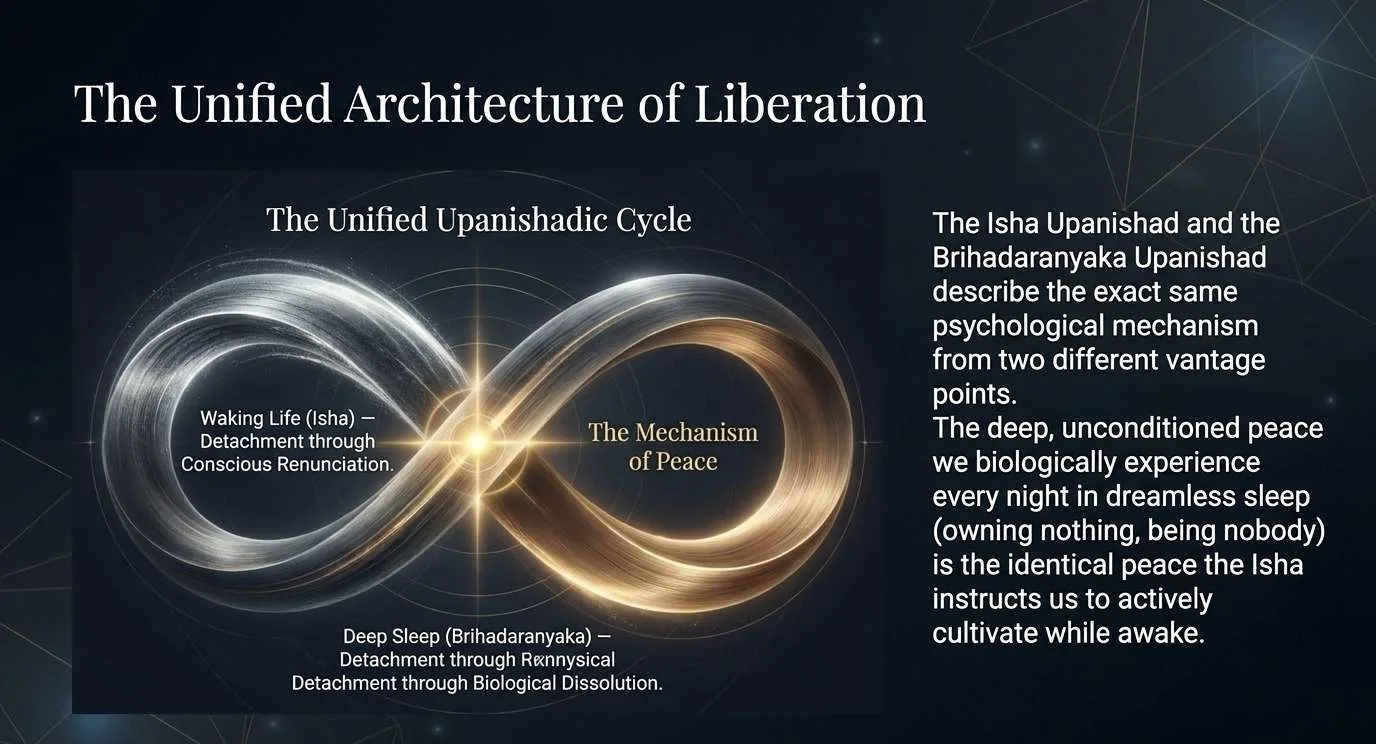 The Unified Architecture of Liberation
The Unified Upanishadic Cycle
Waking Life (Isha) —
Detachment through
Conscious Renunciation.
The Mechanism
of Peace
Deep Sleep (Brihadaranyaka) —
Detachment through
Detachment through Biological Dissolution.
The Isha Upanishad and the
Brihadaranyaka Upanishad
describe the exact same
psychological mechanism
from two different vantage
points.
The deep, unconditioned peace
we biologically experience
every night in dreamless sleep
(owning nothing, being nobody)
is the identical peace the Isha
instructs us to actively
cultivate while awake.